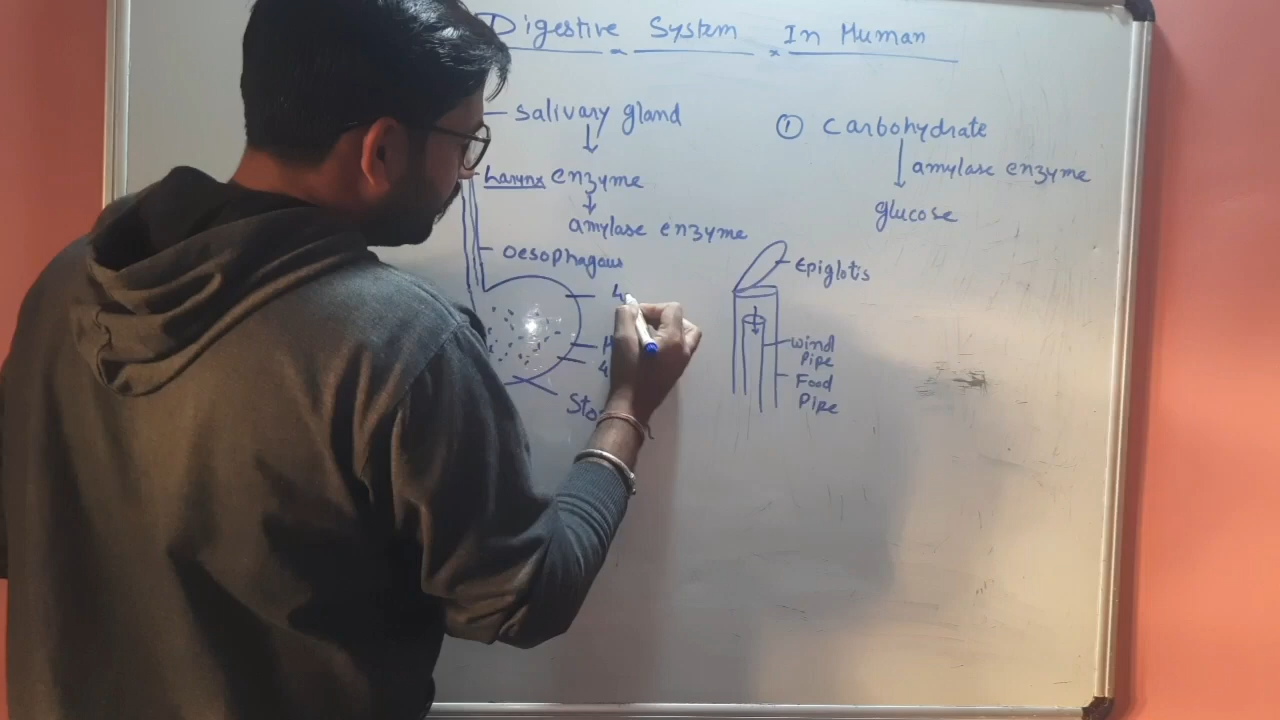 Digestive System In Human
Salivary gland
Larynx enzyme
amylase enzyme
Oesophagous
① Carbohydrate
amylase enzyme
glucose
Epiglotis
wind
Pipe
Food
Pipe